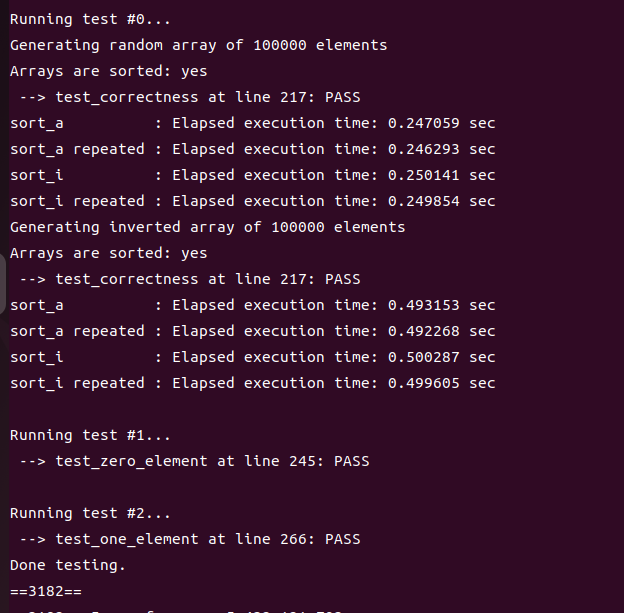 Running test #0...
Generating random array of 100000 elements
Arrays are sorted: yes
 --> test_correctness at line 217: PASS
sort_a          : Elapsed execution time: 0.247059 sec
sort_a repeated : Elapsed execution time: 0.246293 sec
sort_i          : Elapsed execution time: 0.250141 sec
sort_i repeated : Elapsed execution time: 0.249854 sec
Generating inverted array of 100000 elements
Arrays are sorted: yes
 --> test_correctness at line 217: PASS
sort_a          : Elapsed execution time: 0.493153 sec
sort_a repeated : Elapsed execution time: 0.492268 sec
sort_i          : Elapsed execution time: 0.500287 sec
sort_i repeated : Elapsed execution time: 0.499605 sec
Running test #1...
 --> test_zero_element at line 245: PASS
Running test #2...
 --> test_one_element at line 266: PASS
Done testing.
==3182==